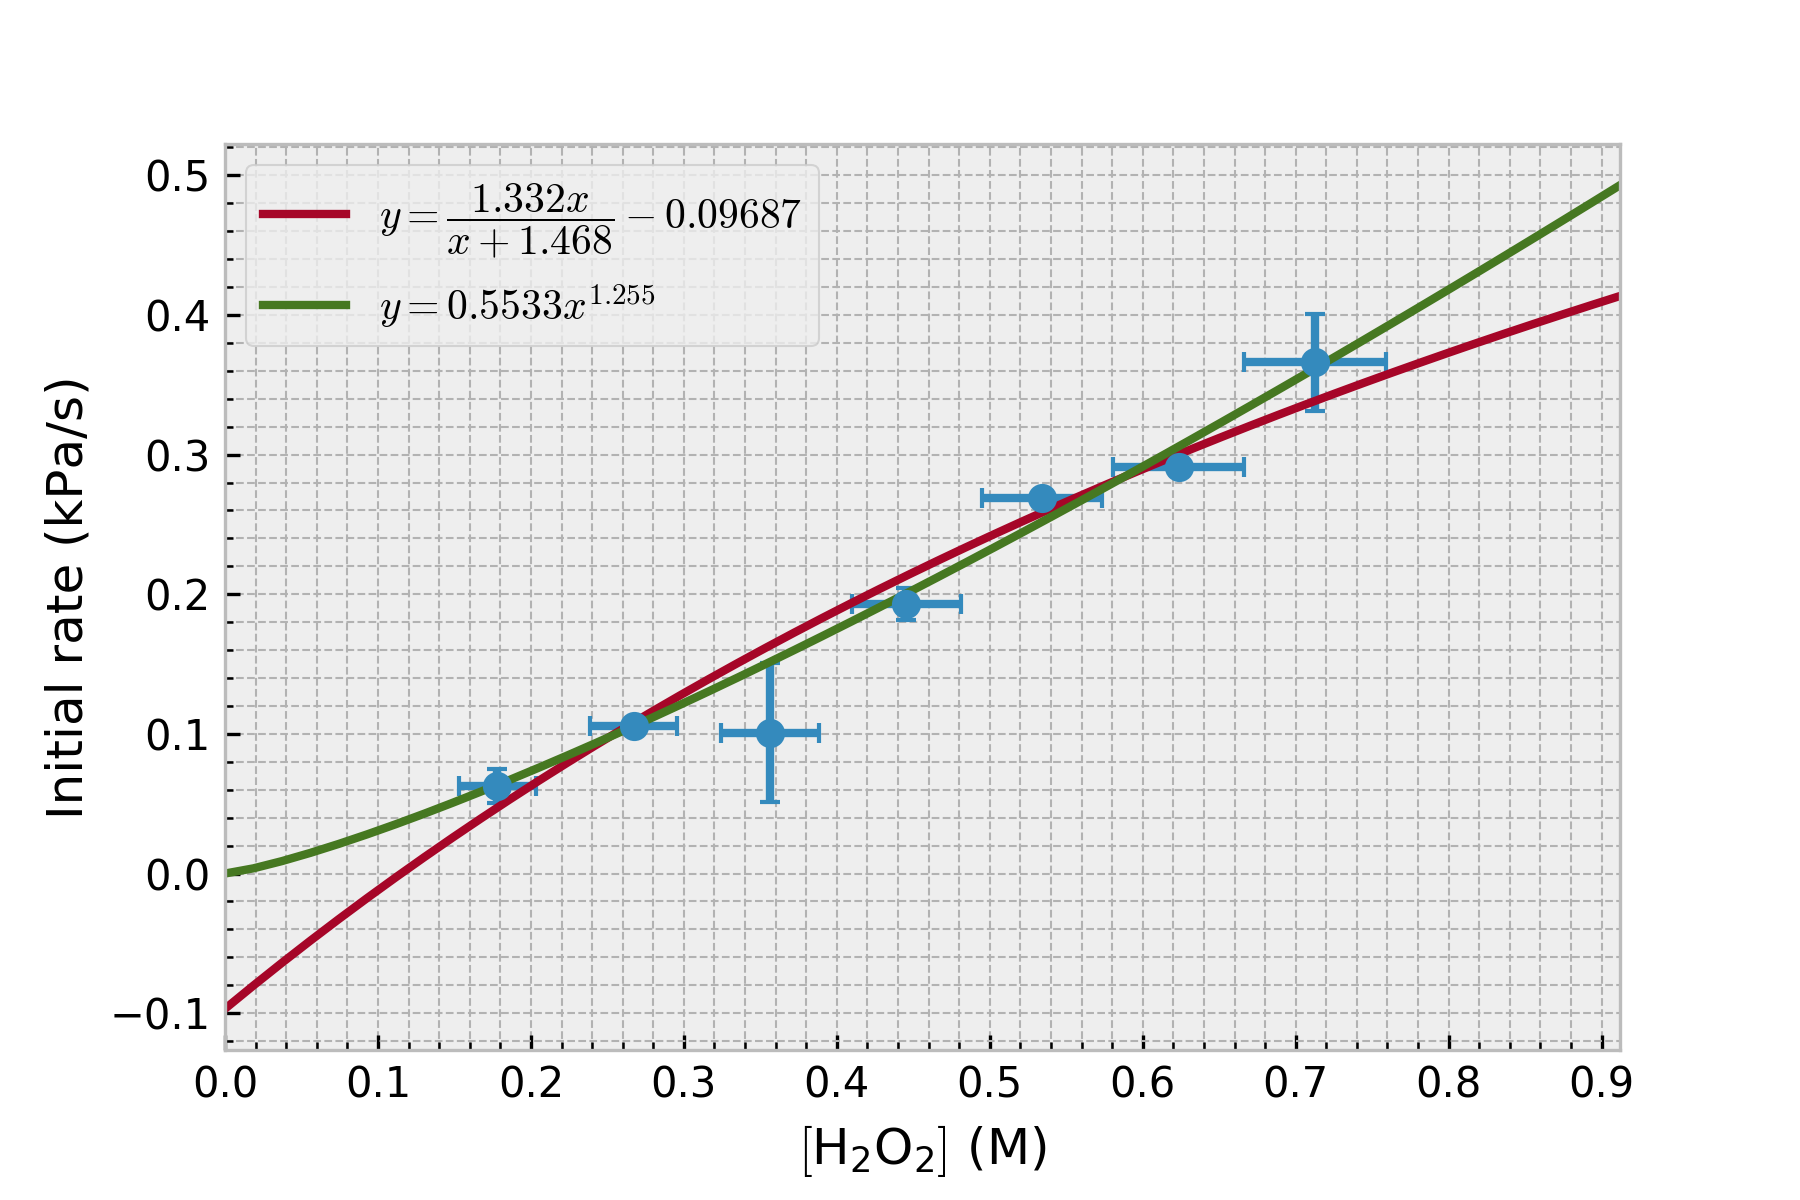 0.5
0.4
0.3
0.2
0.1
0.0
−0.1
Initial rate (kPa/s)
y = 1.332x / (x + 1.468) − 0.09687
y = 0.5533x^1.255
0.0 0.1 0.2 0.3 0.4 0.5 0.6 0.7 0.8 0.9
[H₂O₂] (M)